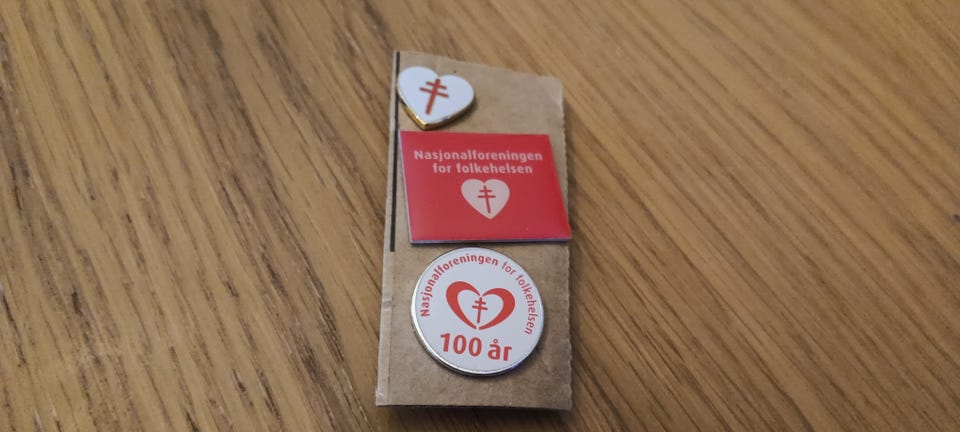 Nasjonalforeningen
for folkehelsen
Nasjonalforeningen for folkehelsen
100 år